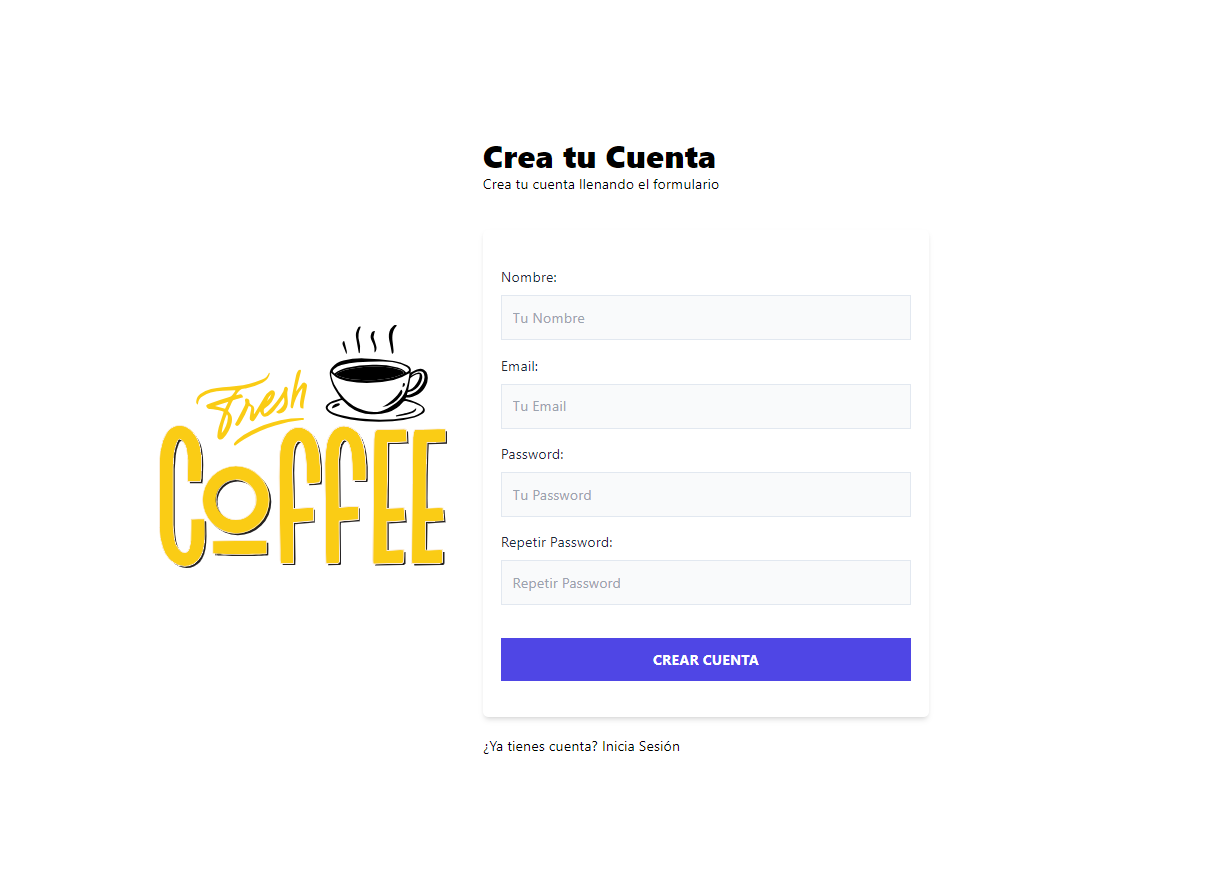 Crea tu Cuenta
Crea tu cuenta llenando el formulario
Fresh
COFFEE
Nombre:
Tu Nombre
Email:
Tu Email
Password:
Tu Password
Repetir Password:
Repetir Password
CREAR CUENTA
¿Ya tienes cuenta? Inicia Sesión